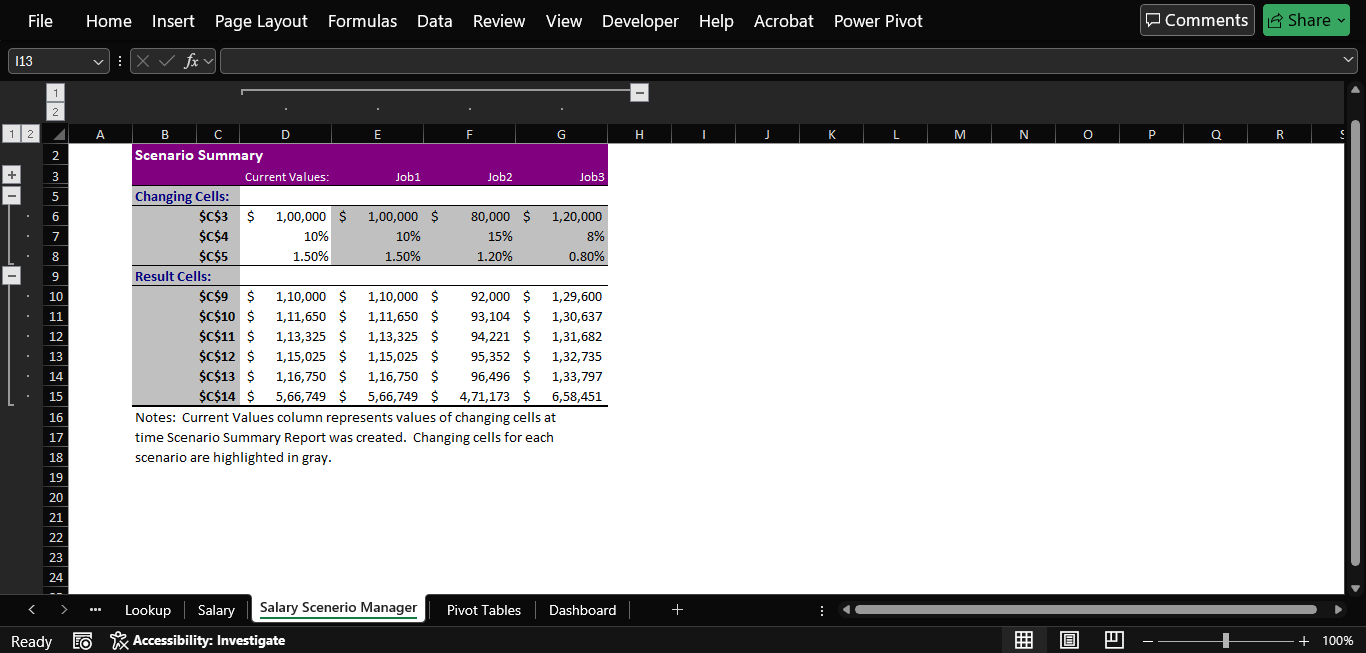 File Home Insert Page Layout Formulas Data Review View Developer Help Acrobat Power Pivot Comments Share
I13 fx
1
2
1 2 A B C D E F G H I J K L M N O P Q R S
2 Scenario Summary
3 Current Values: Job1 Job2 Job3
5 Changing Cells:
6 $C$3 $ 1,00,000 $ 1,00,000 $ 80,000 $ 1,20,000
7 $C$4 10% 10% 15% 8%
8 $C$5 1.50% 1.50% 1.20% 0.80%
9 Result Cells:
10 $C$9 $ 1,10,000 $ 1,10,000 $ 92,000 $ 1,29,600
11 $C$10 $ 1,11,650 $ 1,11,650 $ 93,104 $ 1,30,637
12 $C$11 $ 1,13,325 $ 1,13,325 $ 94,221 $ 1,31,682
13 $C$12 $ 1,15,025 $ 1,15,025 $ 95,352 $ 1,32,735
14 $C$13 $ 1,16,750 $ 1,16,750 $ 96,496 $ 1,33,797
15 $C$14 $ 5,66,749 $ 5,66,749 $ 4,71,173 $ 6,58,451
16 Notes: Current Values column represents values of changing cells at
17 time Scenario Summary Report was created. Changing cells for each
18 scenario are highlighted in gray.
19
20
21
22
23
24
Lookup Salary Salary Scenerio Manager Pivot Tables Dashboard
Ready Accessibility: Investigate 100%